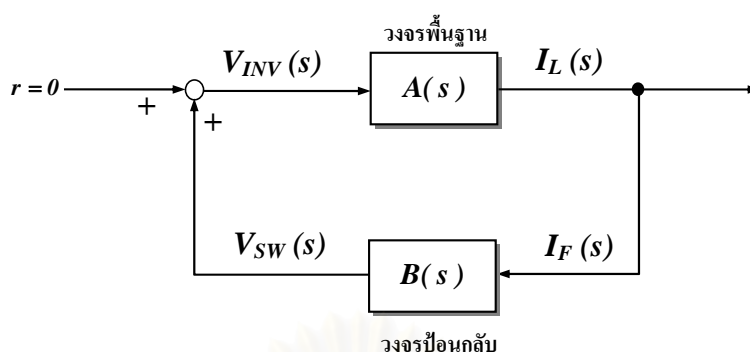 วงจรพื้นฐาน
V_INV (s)
I_L (s)
r = 0
A( s )
+
+
V_SW (s)
I_F (s)
B( s )
วงจรป้อนกลับ